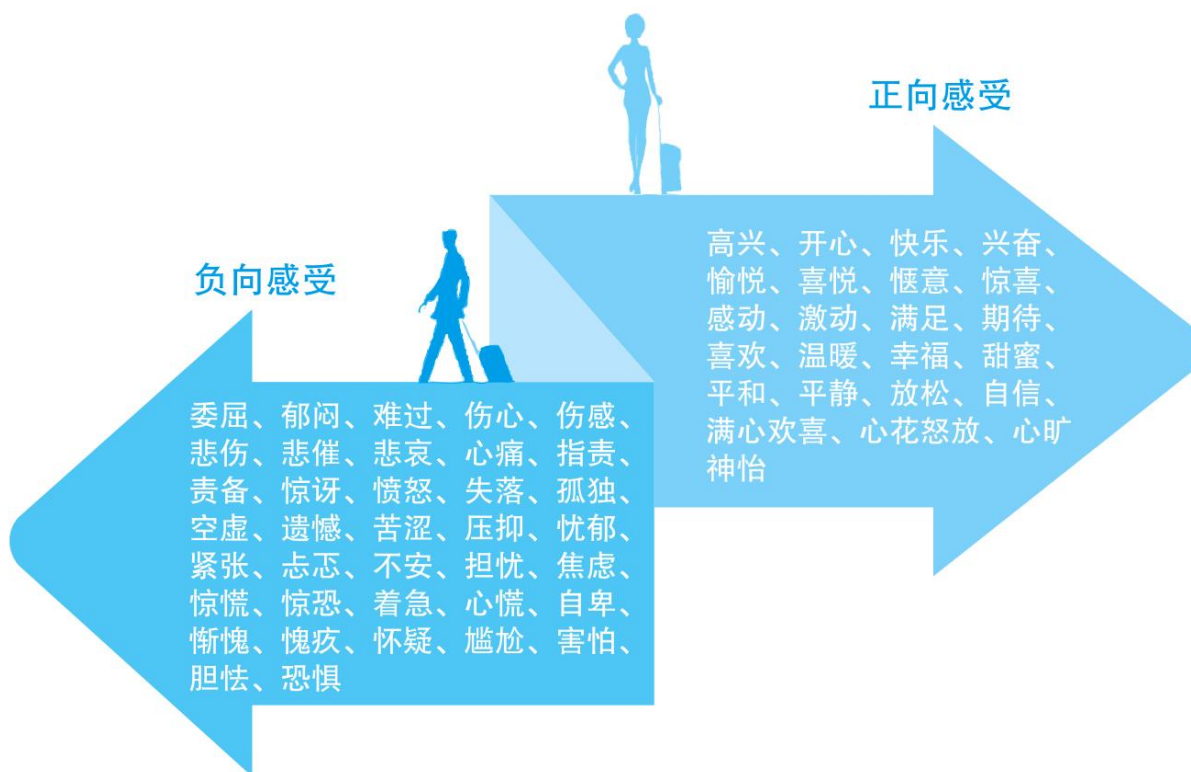 正向感受
高兴、开心、快乐、兴奋、
愉悦、喜悦、惬意、惊喜、
感动、激动、满足、期待、
喜欢、温暖、幸福、甜蜜、
平和、平静、放松、自信、
满心欢喜、心花怒放、心旷
神怡
负向感受
委屈、郁闷、难过、伤心、伤感、
悲伤、悲催、悲哀、心痛、指责、
责备、惊讶、愤怒、失落、孤独、
空虚、遗憾、苦涩、压抑、忧郁、
紧张、忐忑、不安、担忧、焦虑、
惊慌、惊恐、着急、心慌、自卑、
惭愧、愧疚、怀疑、尴尬、害怕、
胆怯、恐惧